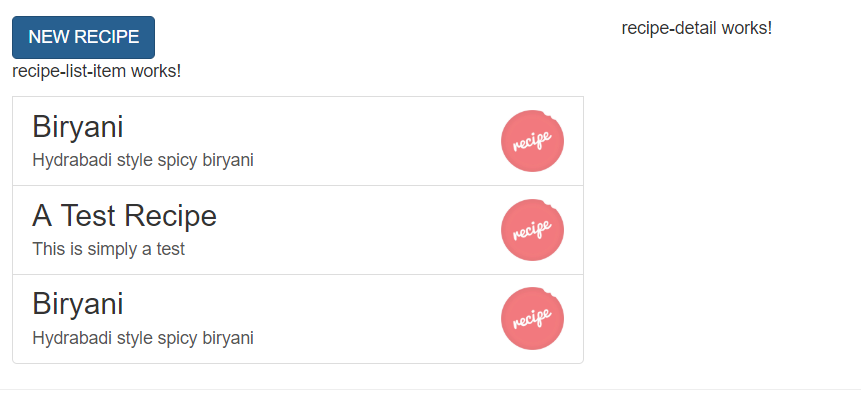 NEW RECIPE
recipe-detail works!
recipe-list-item works!
Biryani
Hydrabadi style spicy biryani
recipe
A Test Recipe
This is simply a test
recipe
Biryani
Hydrabadi style spicy biryani
recipe